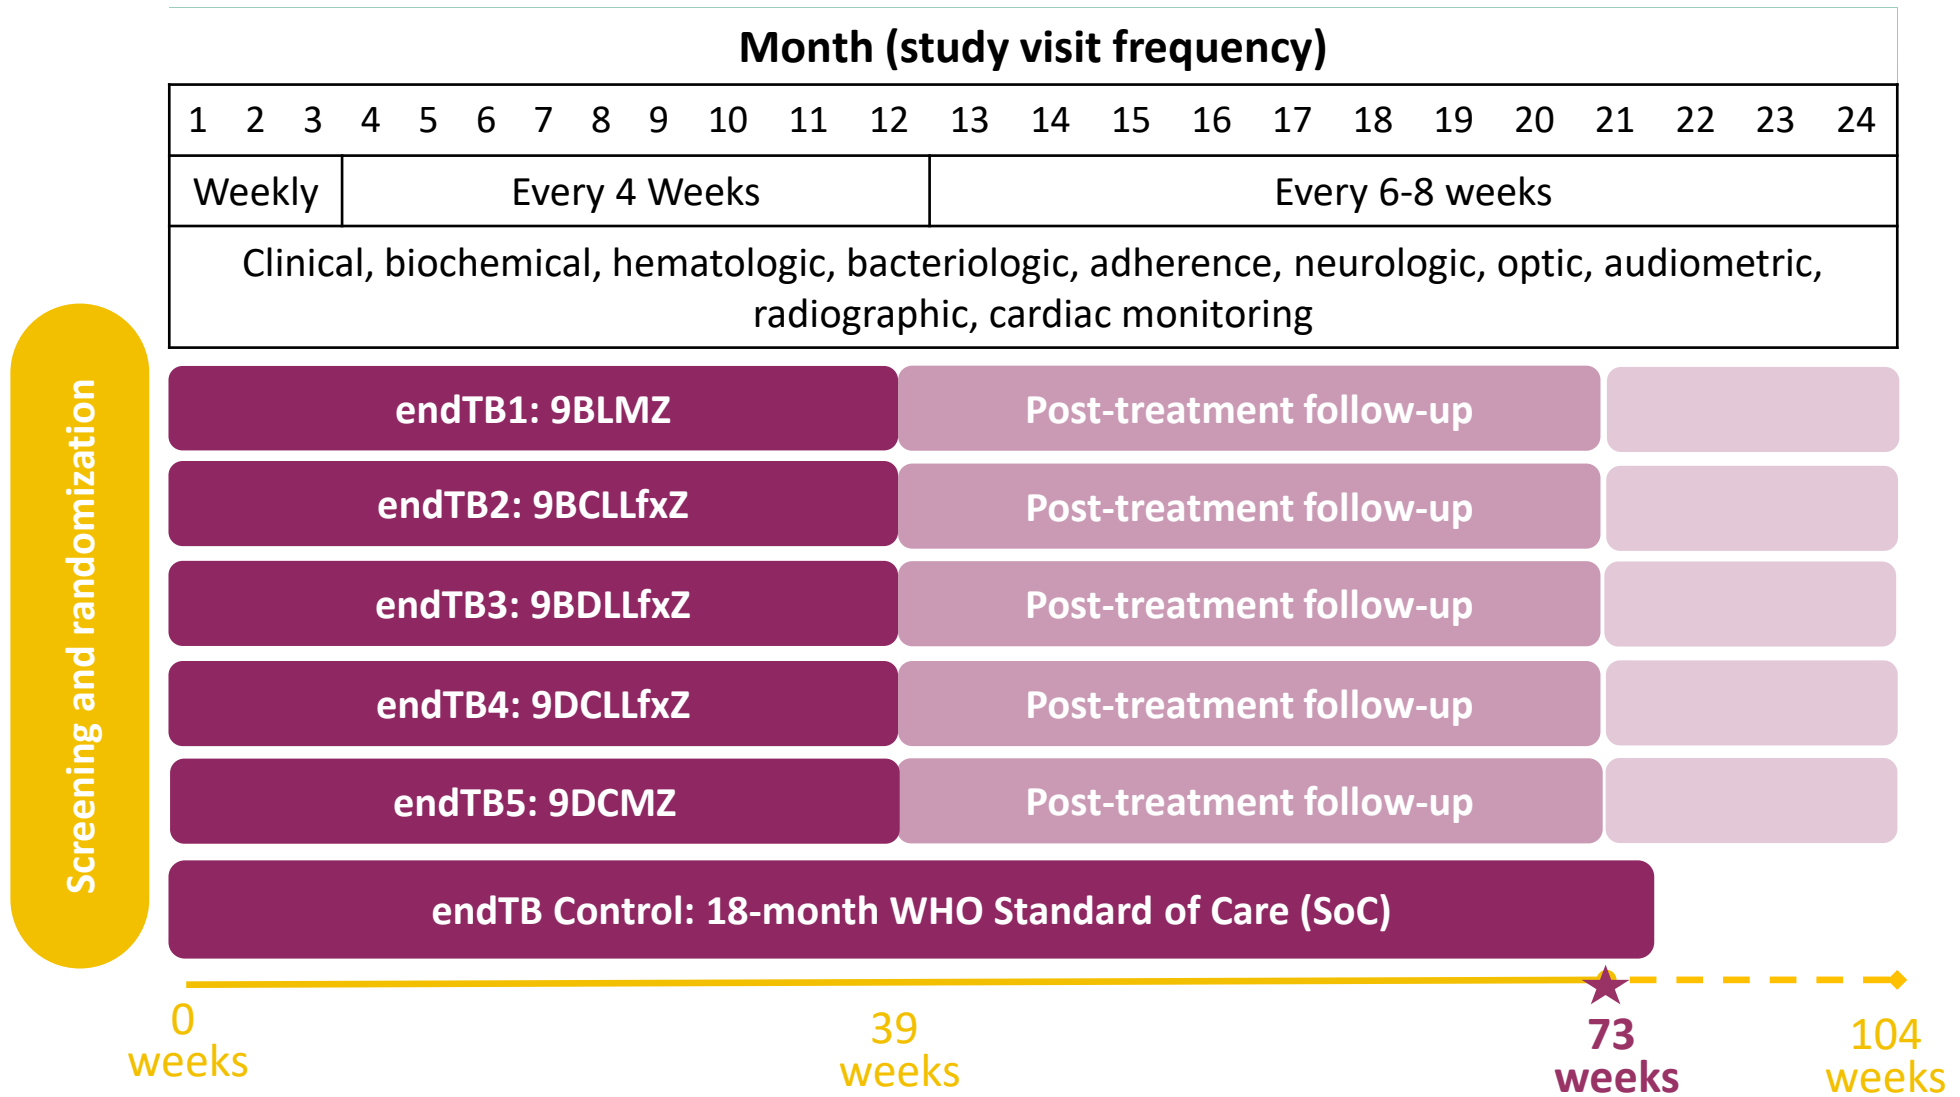 Month (study visit frequency)
1 2 3 4 5 6 7 8 9 10 11 12 13 14 15 16 17 18 19 20 21 22 23 24
Weekly
Every 4 Weeks
Every 6-8 weeks
Clinical, biochemical, hematologic, bacteriologic, adherence, neurologic, optic, audiometric,
radiographic, cardiac monitoring
Screening and randomization
endTB1: 9BLMZ
Post-treatment follow-up
endTB2: 9BCLLfxZ
Post-treatment follow-up
endTB3: 9BDLLfxZ
Post-treatment follow-up
endTB4: 9DCLLfxZ
Post-treatment follow-up
endTB5: 9DCMZ
Post-treatment follow-up
endTB Control: 18-month WHO Standard of Care (SoC)
0
weeks
39
weeks
73
weeks
104
weeks